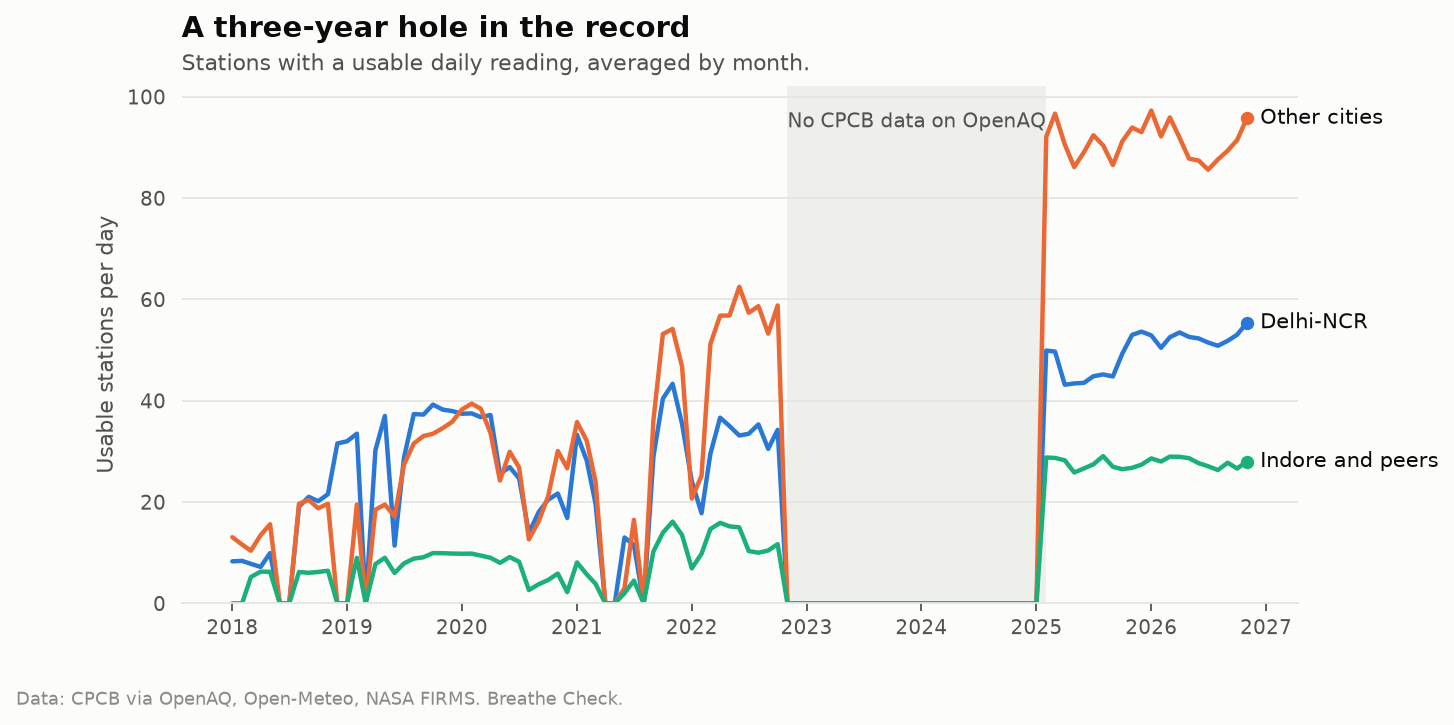 A three-year hole in the record
Stations with a usable daily reading, averaged by month.
Usable stations per day
100
80
60
40
20
0
No CPCB data on OpenAQ
Other cities
Delhi-NCR
Indore and peers
2018 2019 2020 2021 2022 2023 2024 2025 2026 2027
Data: CPCB via OpenAQ, Open-Meteo, NASA FIRMS. Breathe Check.